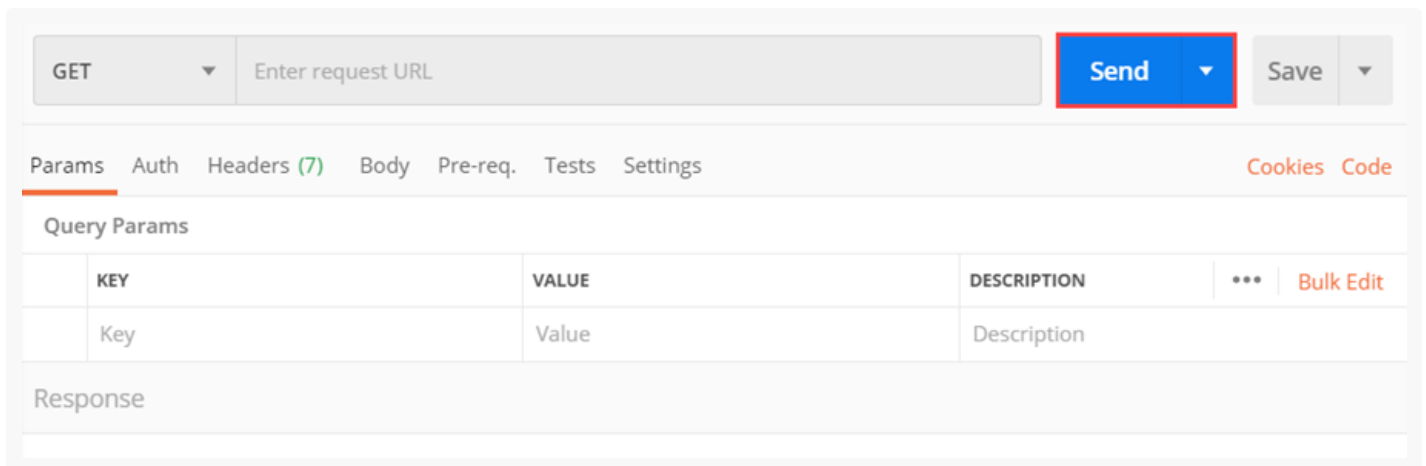 GET Enter request URL Send Save
Params Auth Headers (7) Body Pre-req. Tests Settings Cookies Code
Query Params
KEY VALUE DESCRIPTION ••• Bulk Edit
Key Value Description
Response